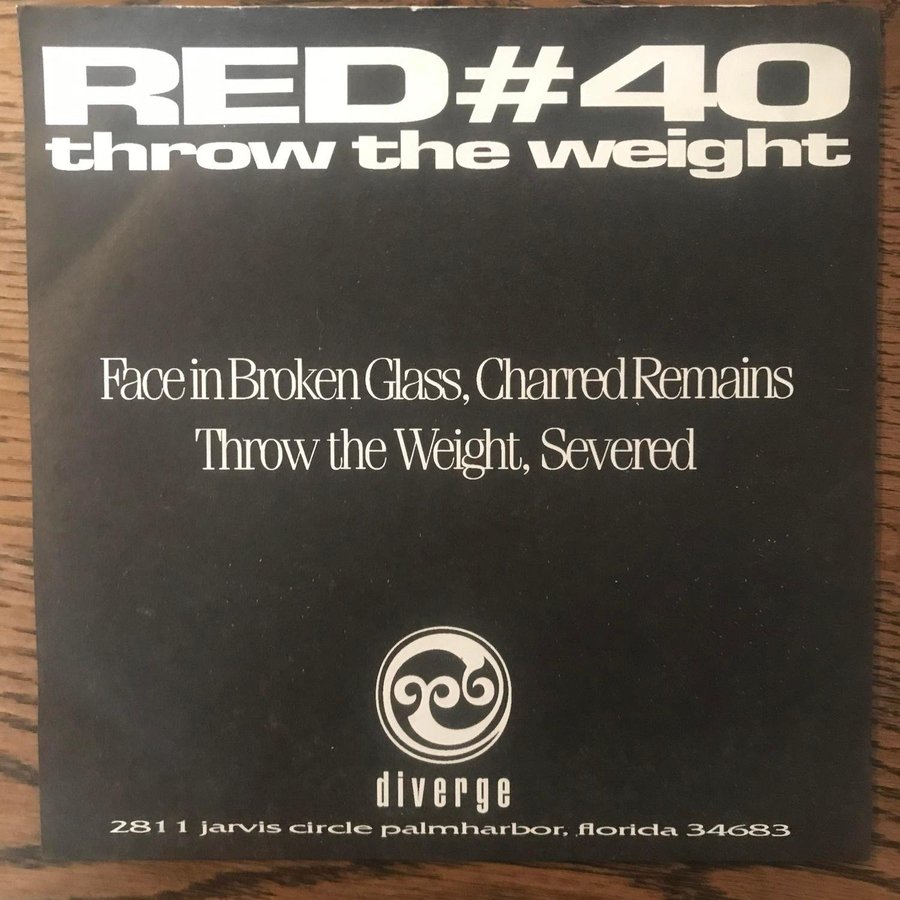 RED#40
throw the weight
Face in Broken Glass, Charred Remains
Throw the Weight, Severed
diverge
2811 jarvis circle palmharbor, florida 34683